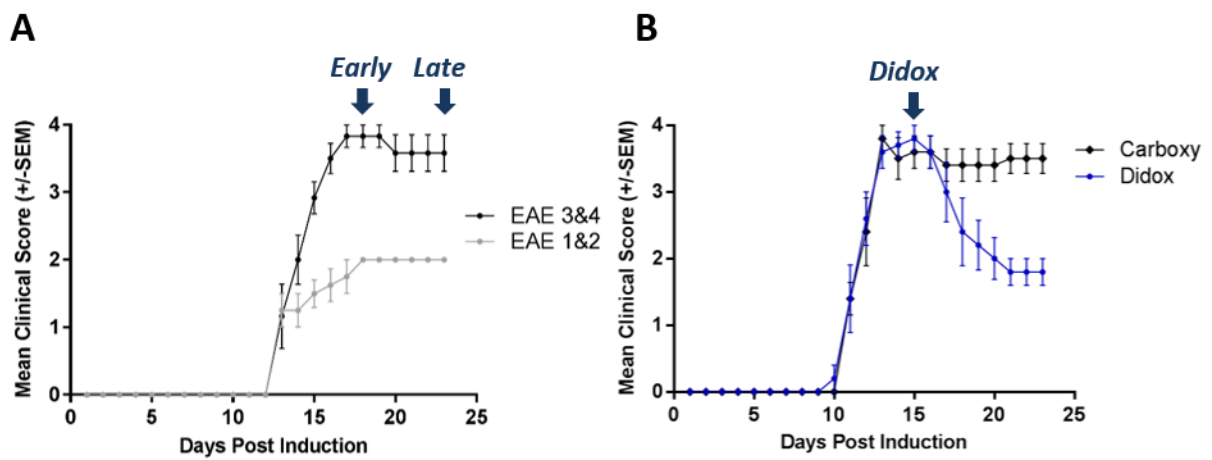 A
Early Late
Mean Clinical Score (+/-SEM)
4
3
2
1
0
0 5 10 15 20 25
Days Post Induction
EAE 3&4
EAE 1&2
B
Didox
Mean Clinical Score (+/-SEM)
4
3
2
1
0
0 5 10 15 20 25
Days Post Induction
Carboxy
Didox